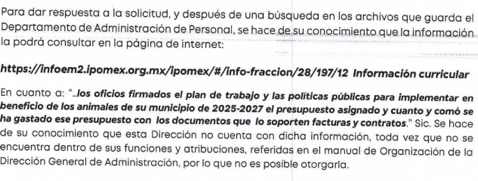 Para dar respuesta a la solicitud, y después de una búsqueda en los archivos que guarda el
Departamento de Administración de Personal, se hace de su conocimiento que la información
la podrá consultar en la página de internet:
https://infoem2.ipomex.org.mx/ipomex/#/info-fraccion/28/197/12 Información curricular
En cuanto a: "..los oficios firmados el plan de trabajo y las políticas públicas para implementar en
beneficio de los animales de su municipio de 2025-2027 el presupuesto asignado y cuanto y comó se
ha gastado ese presupuesto con los documentos que lo soporten facturas y contratos." Sic. Se hace
de su conocimiento que esta Dirección no cuenta con dicha información, toda vez que no se
encuentra dentro de sus funciones y atribuciones, referidas en el manual de Organización de la
Dirección General de Administración, por lo que no es posible otorgarla.